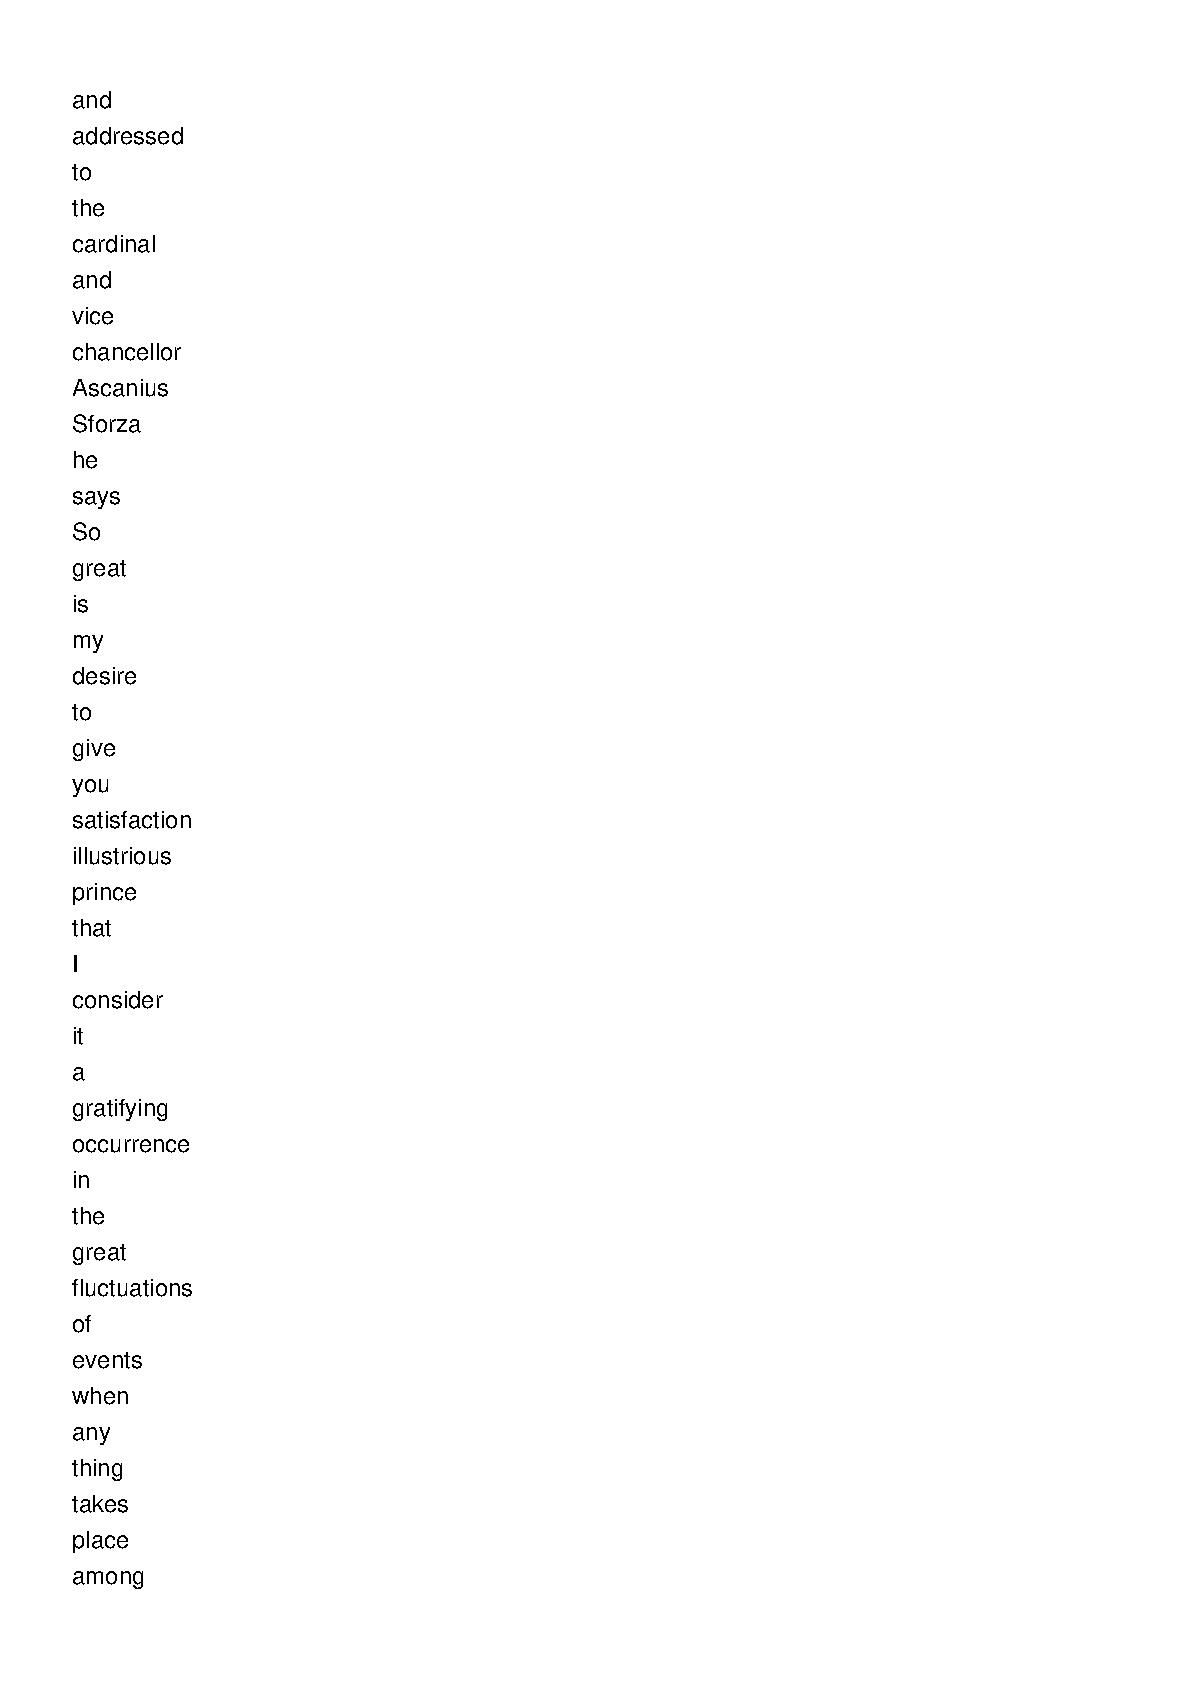 and
addressed
to
the
cardinal
and
vice
chancellor
Ascanius
Sforza
he
says
So
great
is
my
desire
to
give
you
satisfaction
illustrious
prince
that
I
consider
it
a
gratifying
occurrence
in
the
great
fluctuations
of
events
when
any
thing
takes
place
among